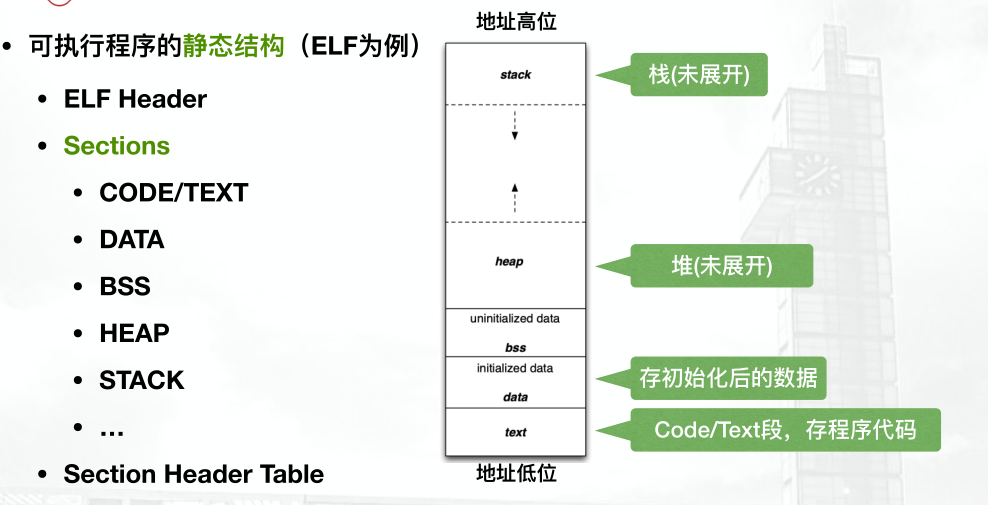 • 可执行程序的静态结构（ELF为例）
• ELF Header
• Sections
• CODE/TEXT
• DATA
• BSS
• HEAP
• STACK
• …
• Section Header Table
地址高位
stack
heap
uninitialized data
bss
initialized data
data
text
地址低位
栈(未展开)
堆(未展开)
存初始化后的数据
Code/Text段，存程序代码